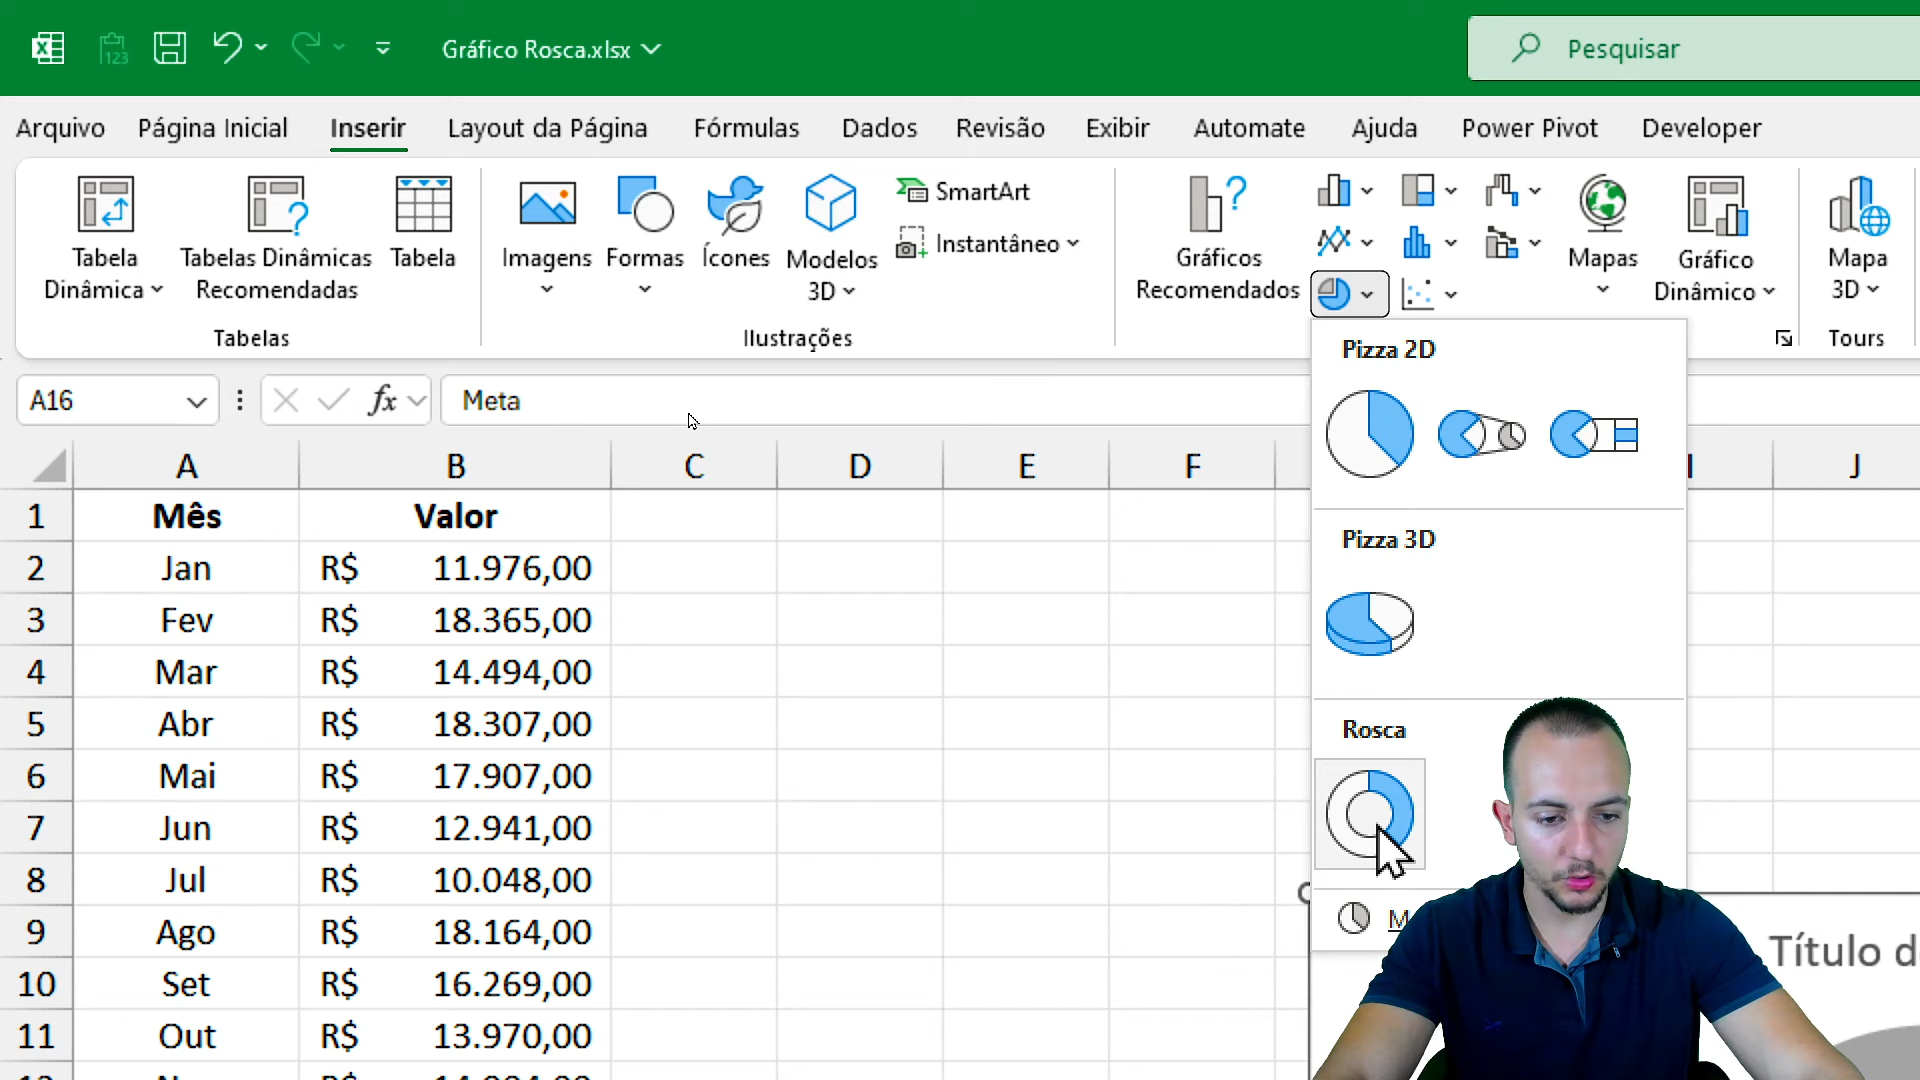 Gráfico Rosca.xlsx
Pesquisar
Arquivo Página Inicial Inserir Layout da Página Fórmulas Dados Revisão Exibir Automate Ajuda Power Pivot Developer
123
Tabela Dinâmica
Tabelas Dinâmicas Recomendadas
Tabela
Tabelas
Imagens
Formas
Ícones
Modelos 3D
SmartArt
Instantâneo
Ilustrações
Gráficos Recomendados
Mapas
Gráfico Dinâmico
Mapa 3D
Tours
A16
fx
Meta
Pizza 2D
Pizza 3D
Rosca
M
A B C D E F I J
1 Mês Valor
2 Jan R$ 11.976,00
3 Fev R$ 18.365,00
4 Mar R$ 14.494,00
5 Abr R$ 18.307,00
6 Mai R$ 17.907,00
7 Jun R$ 12.941,00
8 Jul R$ 10.048,00
9 Ago R$ 18.164,00
10 Set R$ 16.269,00
11 Out R$ 13.970,00
Título d